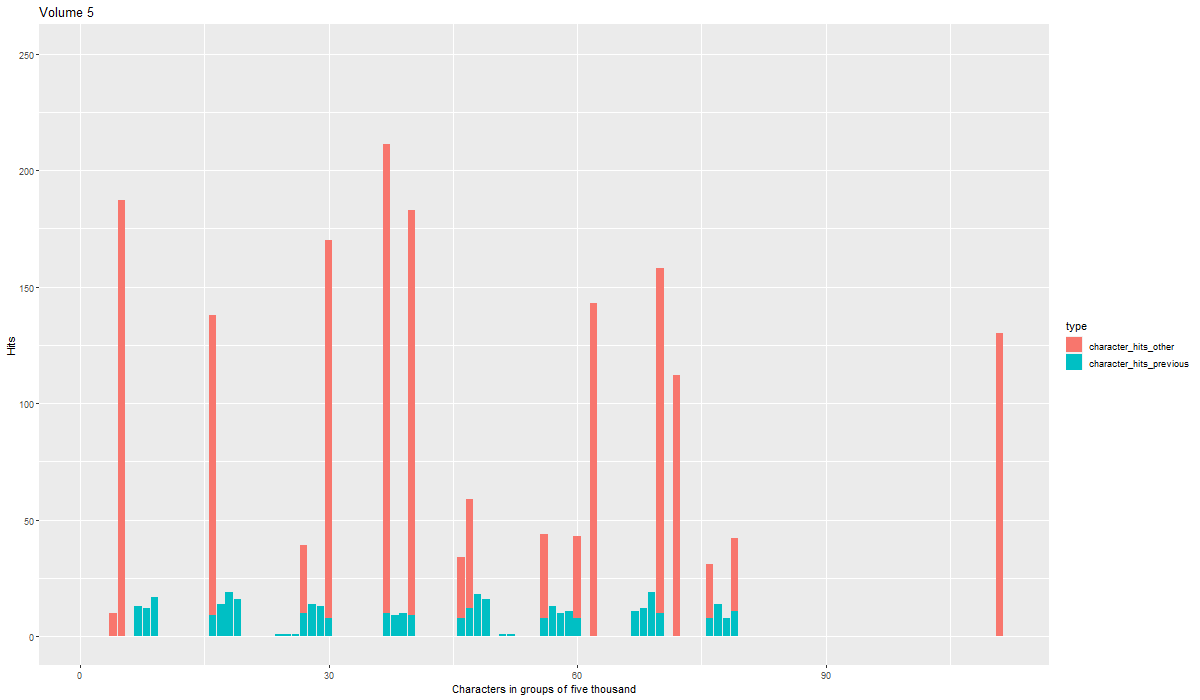 Volume 5
250
200
150
100
50
0
Hits
0
30
60
90
Characters in groups of five thousand
type
character_hits_other
character_hits_previous